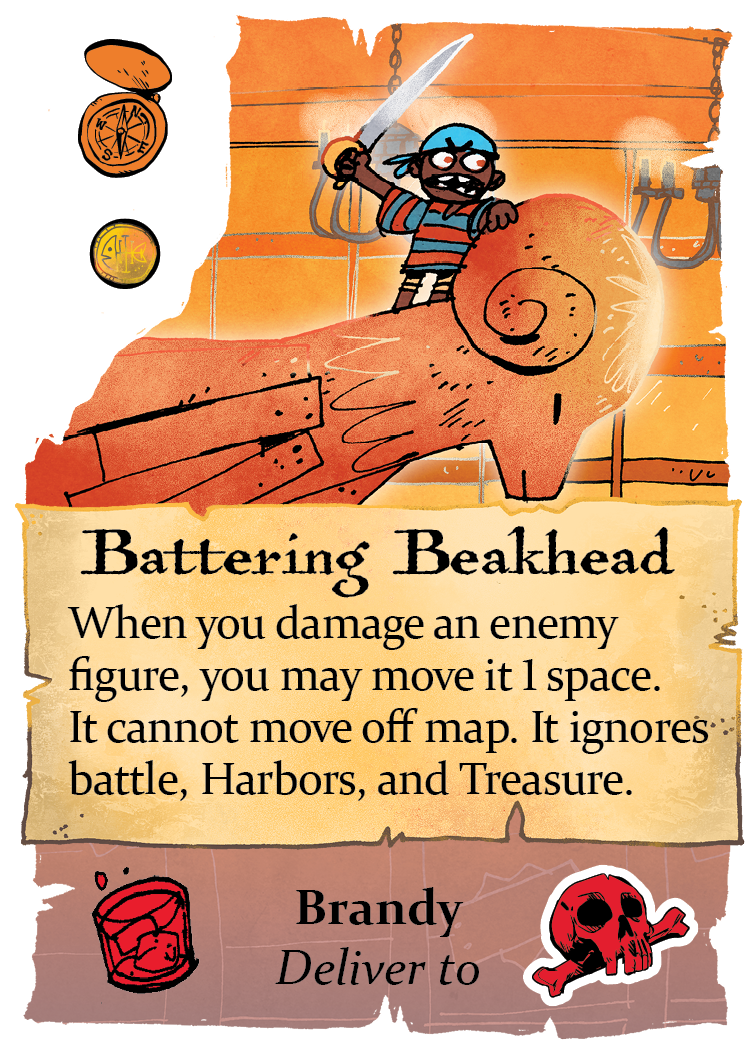 Battering Beakhead
When you damage an enemy
figure, you may move it 1 space.
It cannot move off map. It ignores
battle, Harbors, and Treasure.
Brandy
Deliver to